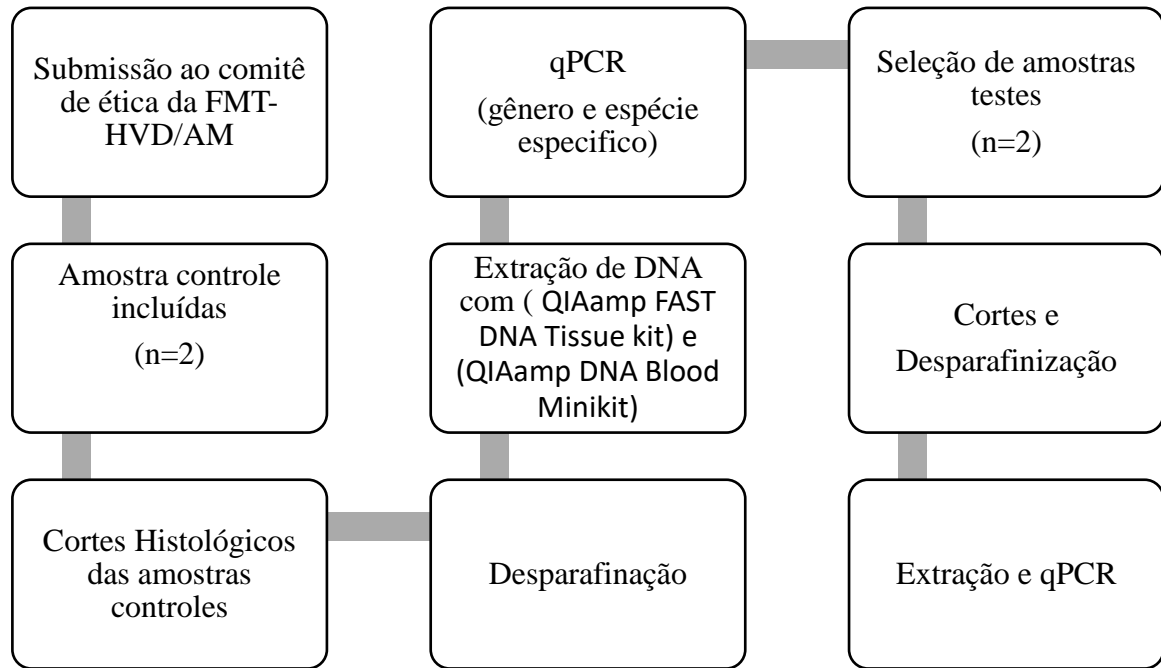 Submissão ao comitê
de ética da FMT-
HVD/AM
Amostra controle
incluídas
(n=2)
Cortes Histológicos
das amostras
controles
Desparafinação
Extração de DNA
com ( QIAamp FAST
DNA Tissue kit) e
(QIAamp DNA Blood
Minikit)
qPCR
(gênero e espécie
especifico)
Seleção de amostras
testes
(n=2)
Cortes e
Desparafinização
Extração e qPCR